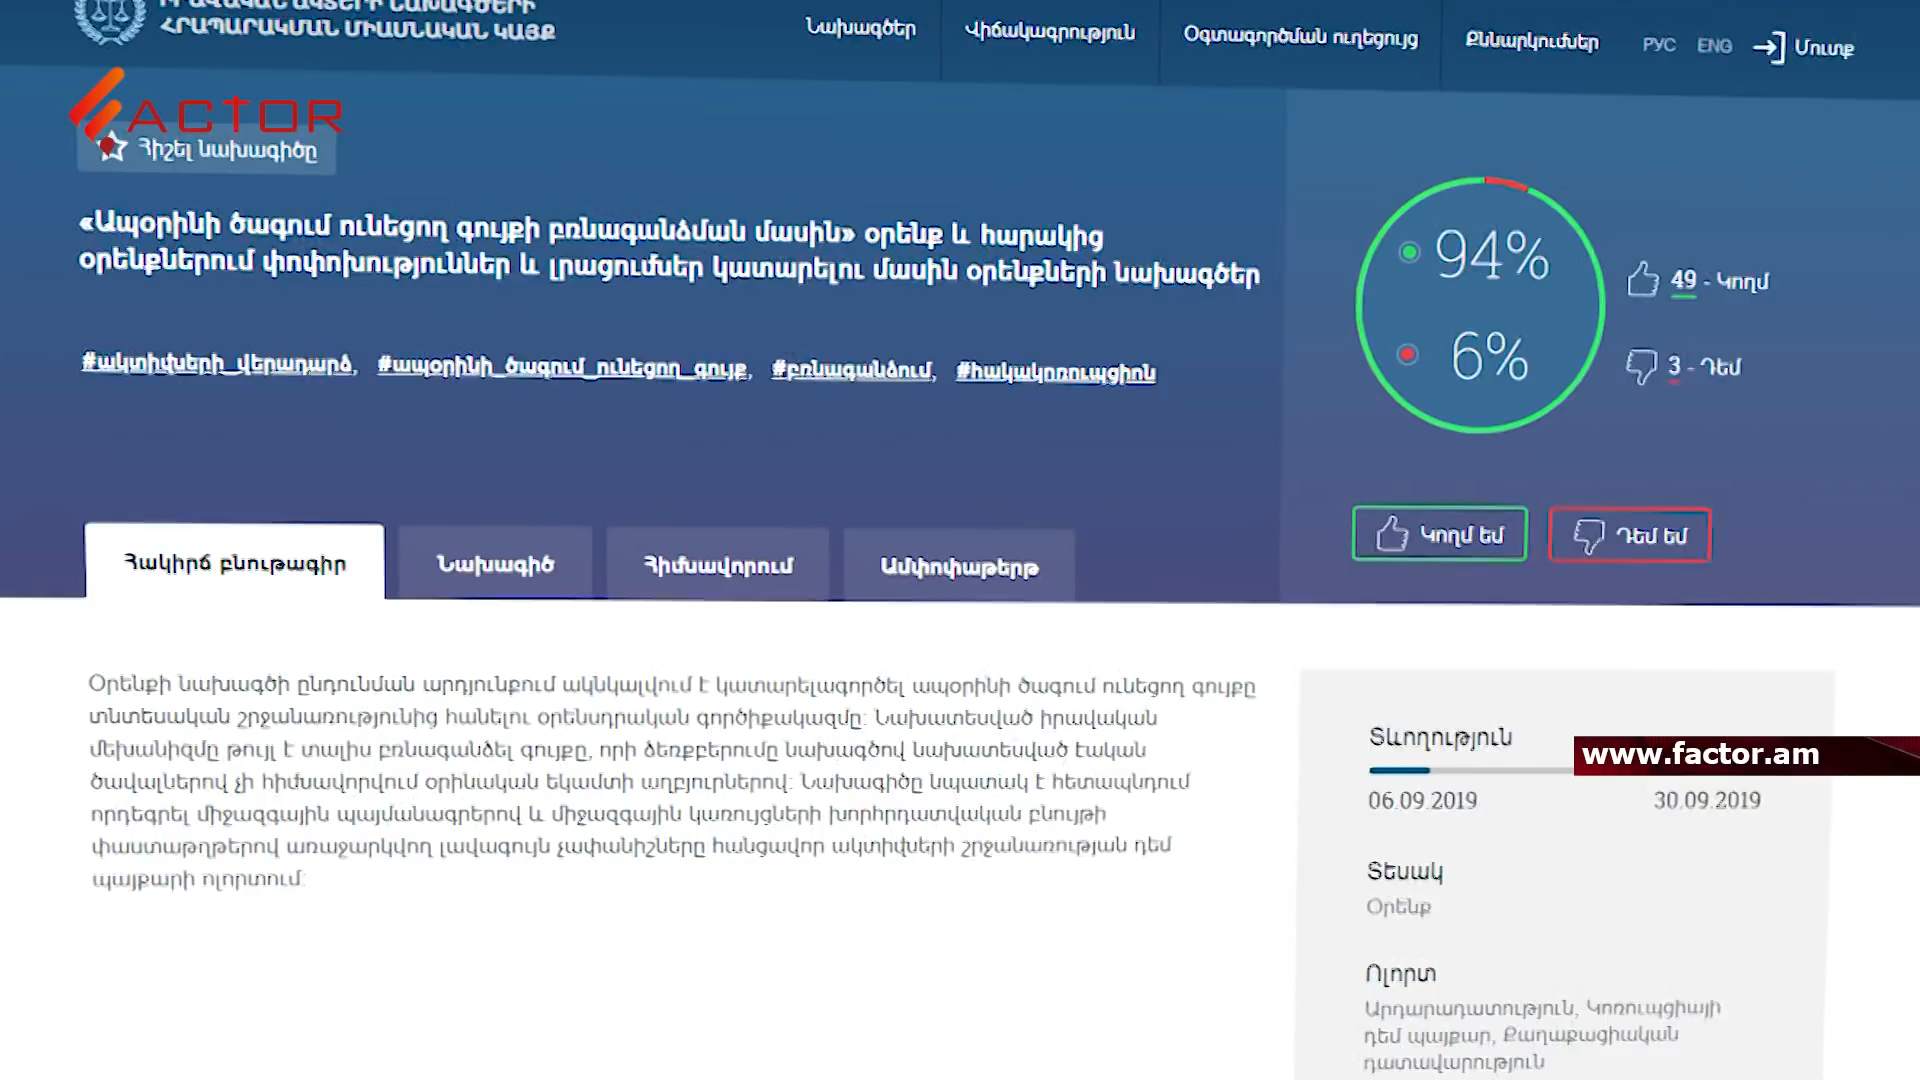 ՀՐԱՊԱՐԱԿՄԱՆ ՄԻԱՍՆԱԿԱՆ ԿԱՅՔ
Նախագծեր
Վիճակագրություն
Օգտագործման ուղեցույց
Քննարկումներ
РУС
ENG
Մուտք
ACTOR
Հիշել նախագիծը
«Ապօրինի ծագում ունեցող գույքի բռնագանձման մասին» օրենք և հարակից
օրենքներում փոփոխություններ և լրացումներ կատարելու մասին օրենքների նախագծեր
#ակտիվների_վերադարձ, #ապօրինի_ծագում_ունեցող_գույք, #բռնագանձում, #հակակոռուպցիոն
94%
6%
49 - Կողմ
3 - Դեմ
Կողմ եմ
Դեմ եմ
Հակիրճ բնութագիր
Նախագիծ
Հիմնավորում
Ամփոփաթերթ
Օրենքի նախագծի ընդունման արդյունքում ակնկալվում է կատարելագործել ապօրինի ծագում ունեցող գույքը
տնտեսական շրջանառությունից հանելու օրենսդրական գործիքակազմը: Նախատեսված իրավական
մեխանիզմը թույլ է տալիս բռնագանձել գույքը, որի ձեռքբերումը նախագծով նախատեսված էական
ծավալներով չի հիմնավորվում օրինական եկամտի աղբյուրներով: Նախագիծը նպատակ է հետապնդում
որդեգրել միջազգային պայմանագրերով և միջազգային կառույցների խորհրդատվական բնույթի
փաստաթղթերով առաջարկվող լավագույն չափանիշները հանցավոր ակտիվների շրջանառության դեմ
պայքարի ոլորտում:
Տևողություն
www.factor.am
06.09.2019
30.09.2019
Տեսակ
Օրենք
Ոլորտ
Արդարադատություն, Կոռուպցիայի
դեմ պայքար, Քաղաքացիական
դատավարություն